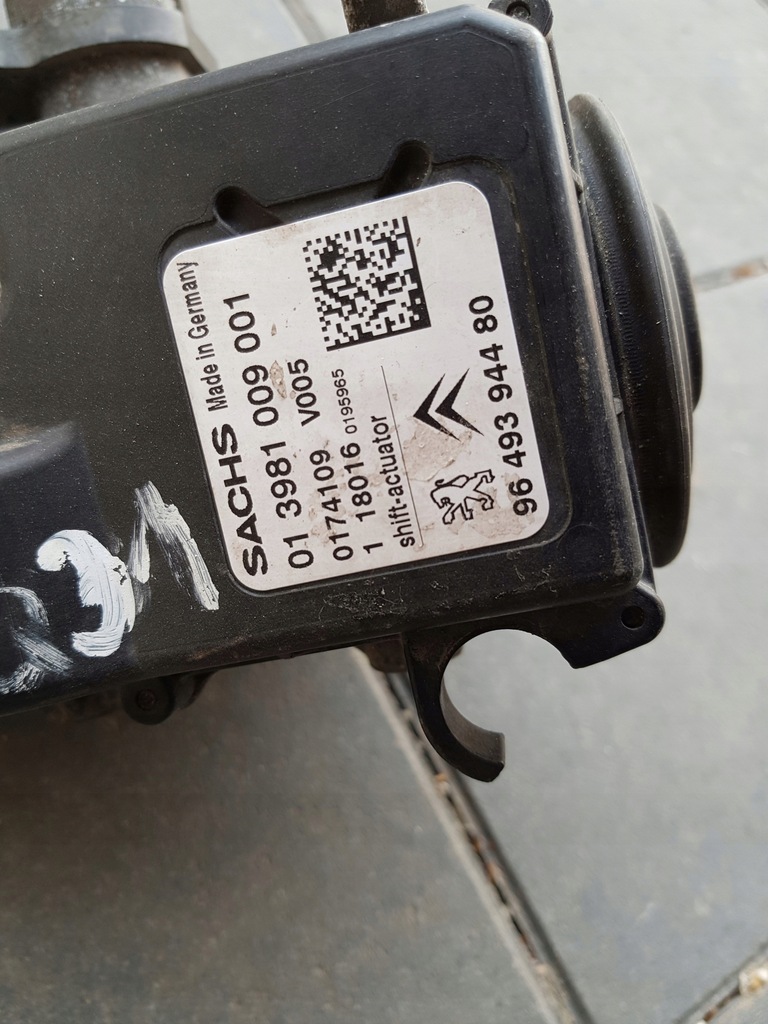 SACHS Made in Germany
01 3981 009 001
0174109 V005
1 18016 0195965
shift-actuator
96 493 944 80